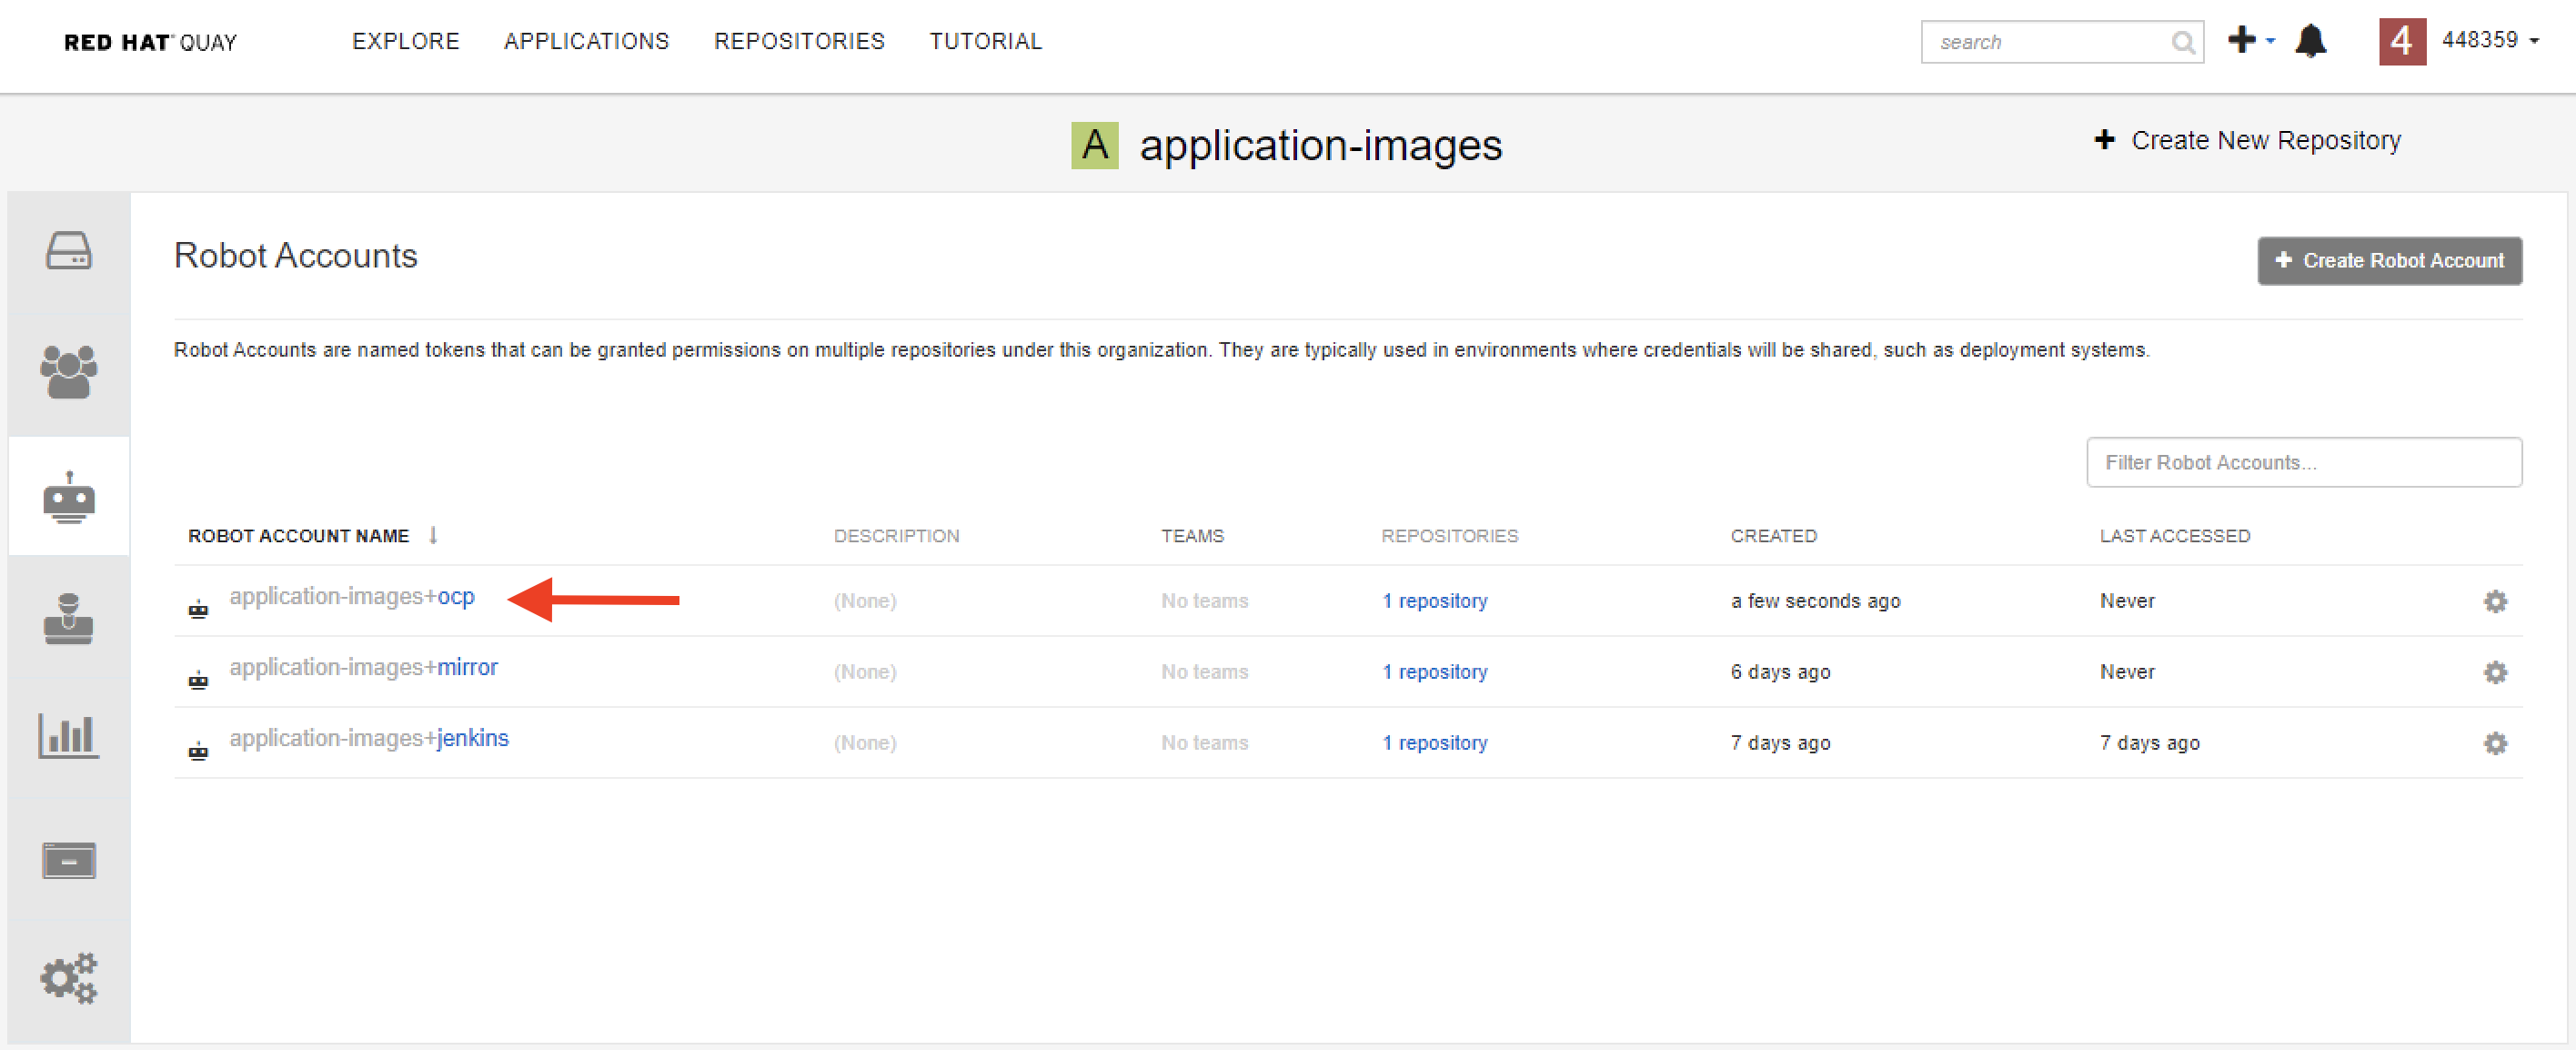 RED HAT QUAY EXPLORE APPLICATIONS REPOSITORIES TUTORIAL search 4 448359
A application-images Create New Repository
Robot Accounts Create Robot Account
Robot Accounts are named tokens that can be granted permissions on multiple repositories under this organization. They are typically used in environments where credentials will be shared, such as deployment systems.
Filter Robot Accounts...
ROBOT ACCOUNT NAME DESCRIPTION TEAMS REPOSITORIES CREATED LAST ACCESSED
application-images+ocp (None) No teams 1 repository a few seconds ago Never
application-images+mirror (None) No teams 1 repository 6 days ago Never
application-images+jenkins (None) No teams 1 repository 7 days ago 7 days ago